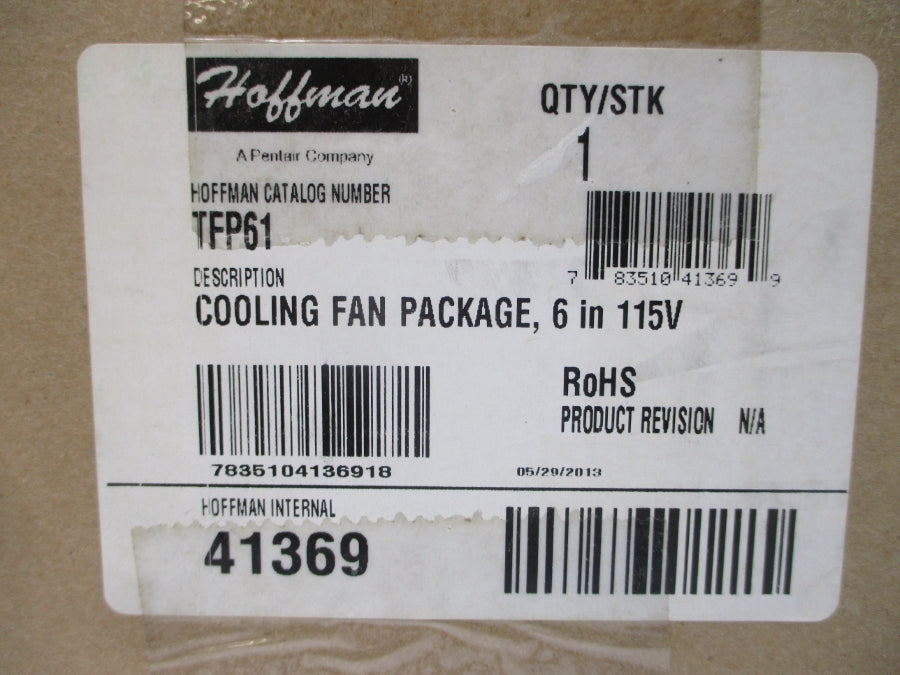 Hoffman®
A Pentair Company
QTY/STK
1
HOFFMAN CATALOG NUMBER
TFP61
7 83510 41369 9
DESCRIPTION
COOLING FAN PACKAGE, 6 in 115V
RoHS
PRODUCT REVISION N/A
7835104136918
05/29/2013
HOFFMAN INTERNAL
41369